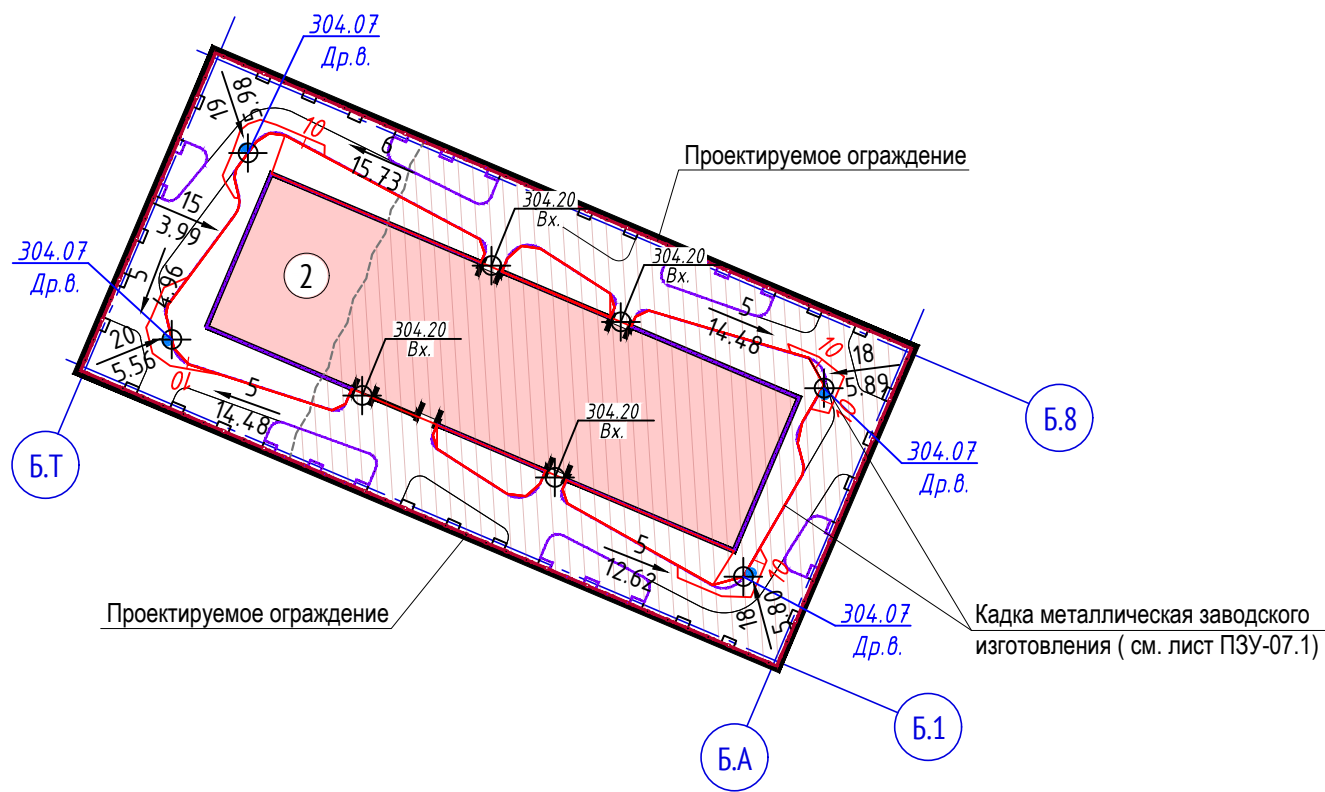 304.07
Др.в.
19
5.98
10
6
15.73
Проектируемое ограждение
15
3.99
304.20
Вх.
304.07
Др.в.
5
4.96
2
304.20
Вх.
5
14.48
20
5.56
10
304.20
Вх.
10
18
5.89
10
5
14.48
304.20
Вх.
Б.8
304.07
Др.в.
Б.Т
5
12.62
10
18
5.80
Проектируемое ограждение
304.07
Др.в.
Кадка металлическая заводского
изготовления ( см. лист ПЗУ-07.1)
Б.1
Б.А